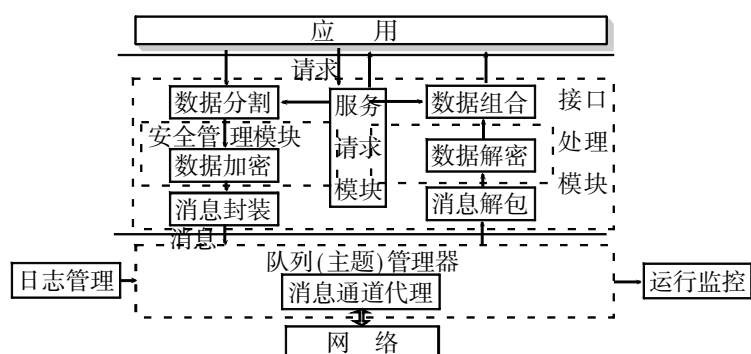 应 用
请求
数据分割
服务
请求
模块
数据组合
接口
处理
模块
安全管理模块
数据加密
数据解密
消息封装
消息解包
消息
队列(主题)管理器
日志管理
消息通道代理
运行监控
网 络